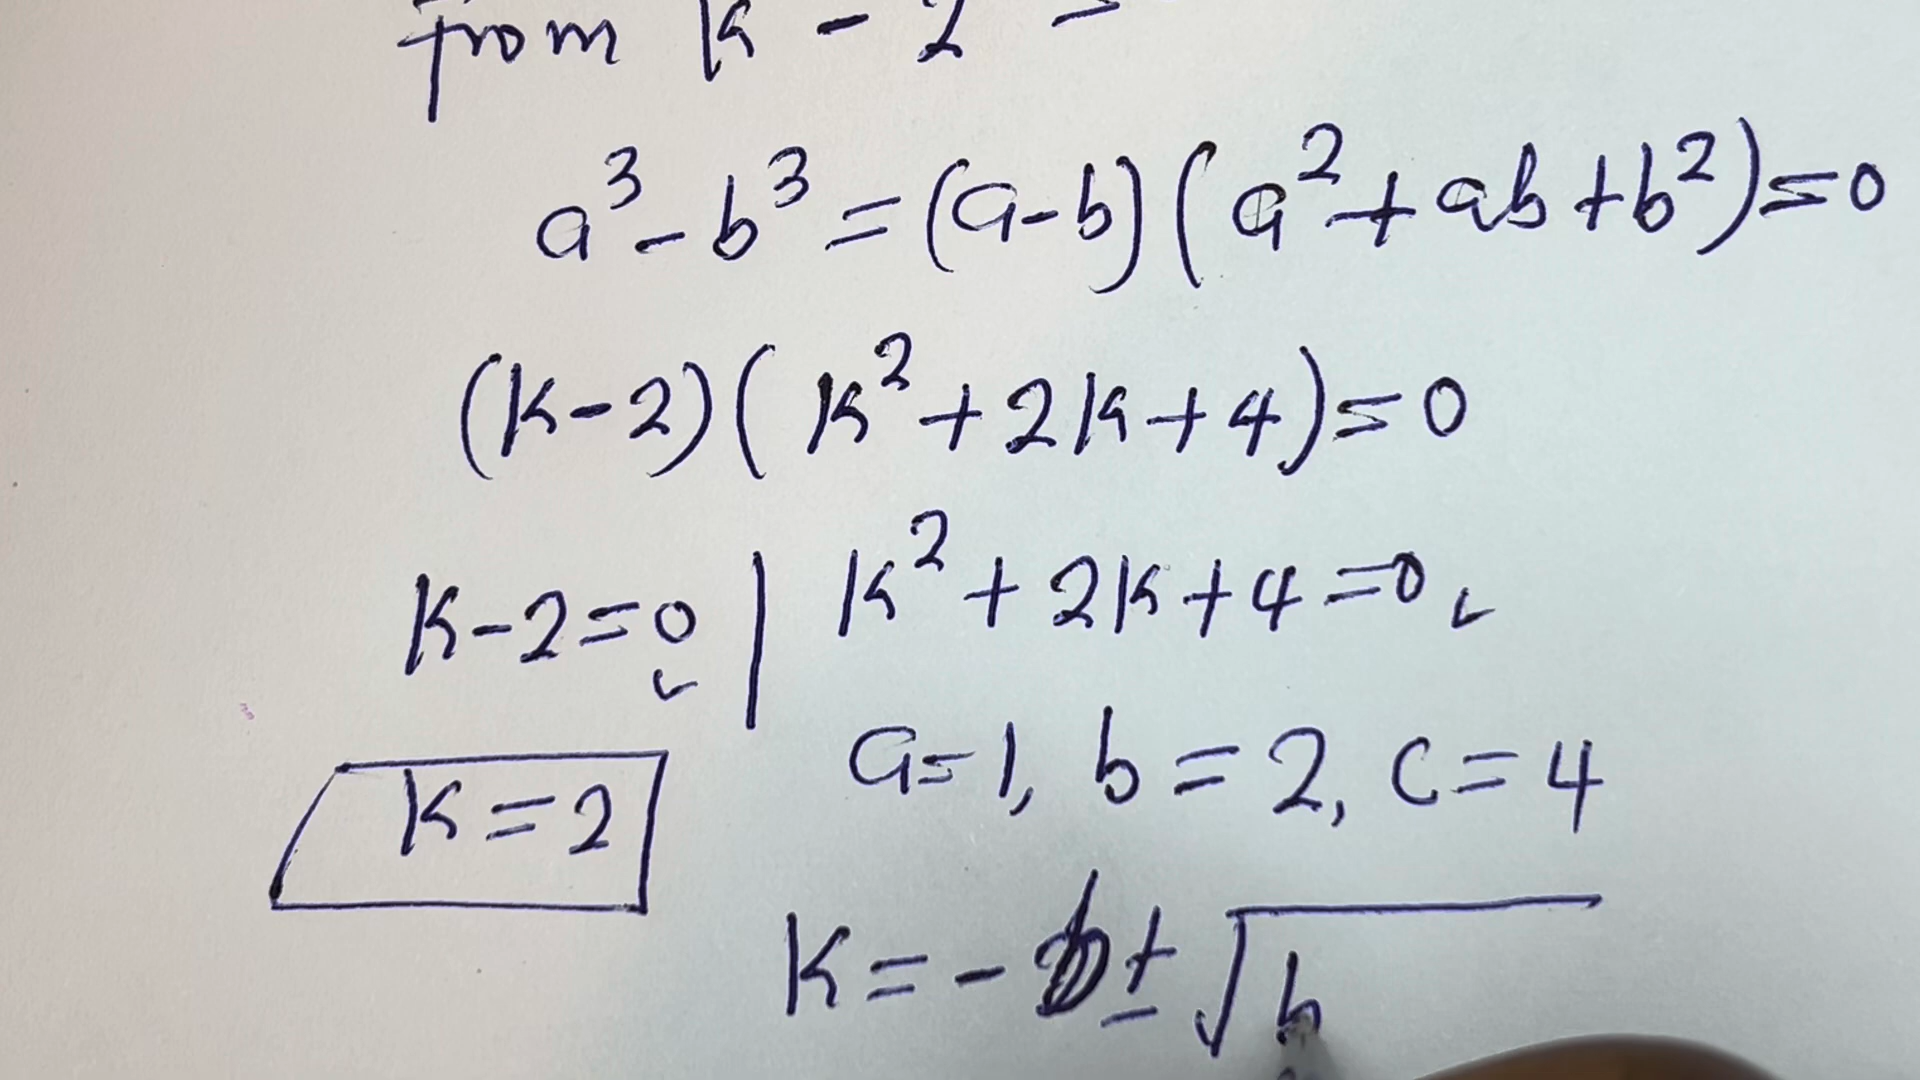 from k - 2
a³ - b³ = (a-b)(a² + ab + b²) = 0
(k-2)(k² + 2k + 4) = 0
k-2=0 | k² + 2k + 4 = 0
k = 2
a=1, b = 2, c = 4
k = - b ± √b